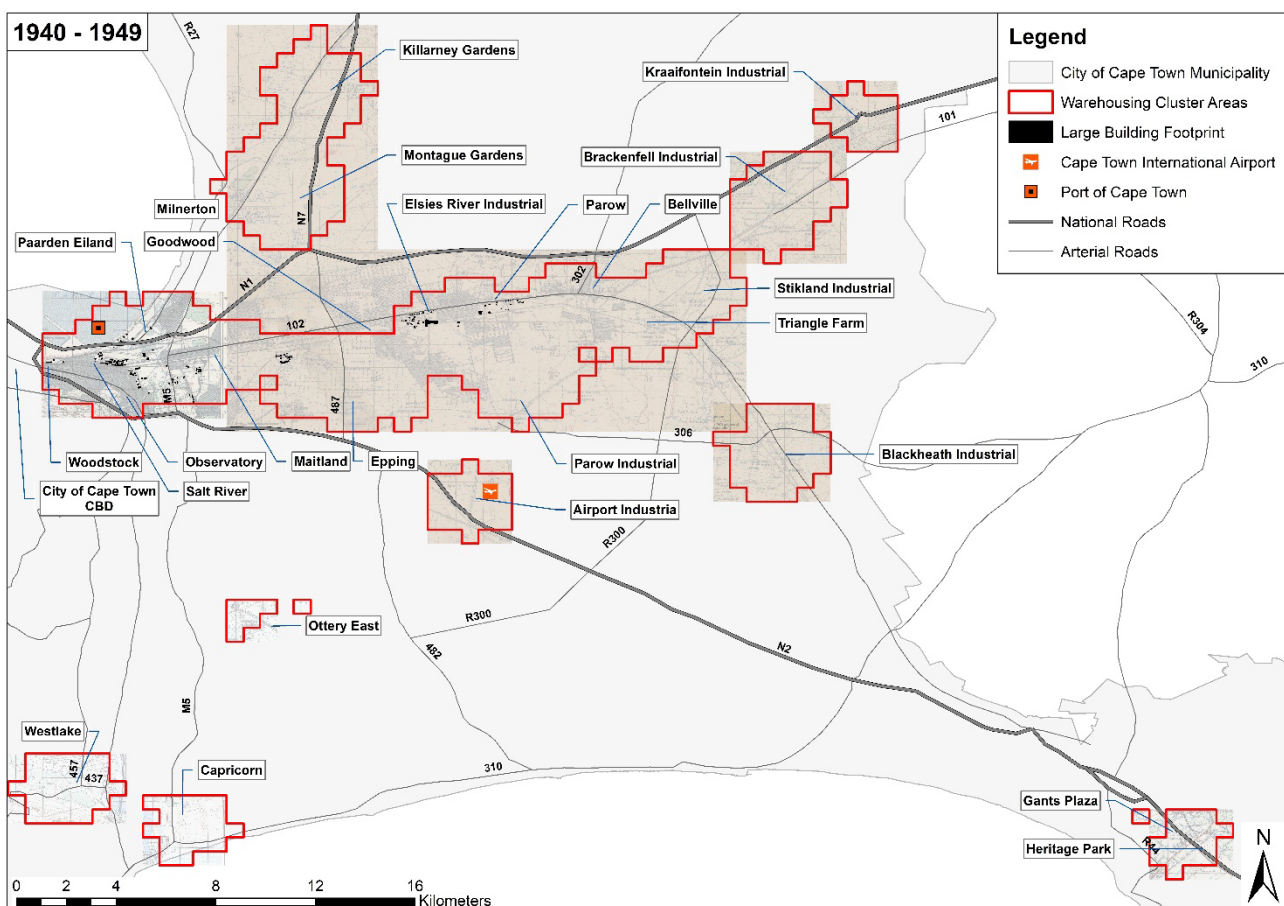 1940 - 1949
R27
Killarney Gardens
Kraaifontein Industrial
101
Montague Gardens
Brackenfell Industrial
Milnerton
Elsies River Industrial
Parow
Bellville
N7
Paarden Eiland
Goodwood
302
N1
Stikland Industrial
102
Triangle Farm
R304
310
M5
487
306
Woodstock
Observatory
Maitland
Epping
Parow Industrial
Blackheath Industrial
City of Cape Town
CBD
Salt River
Airport Industria
R300
R300
Ottery East
482
N2
M5
Westlake
457
437
Capricorn
310
Gants Plaza
Heritage Park
R44
Legend
City of Cape Town Municipality
Warehousing Cluster Areas
Large Building Footprint
Cape Town International Airport
Port of Cape Town
National Roads
Arterial Roads
N
0 2 4 8 12 16
Kilometers